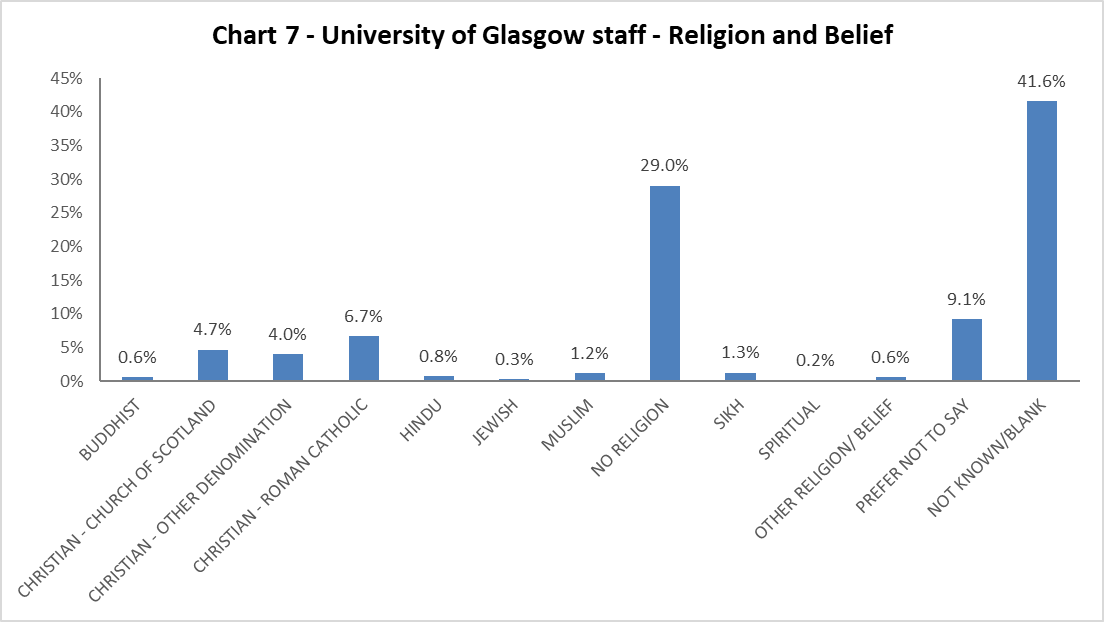 Chart 7 - University of Glasgow staff - Religion and Belief
45%
40%
35%
30%
25%
20%
15%
10%
5%
0%
0.6%
4.7%
4.0%
6.7%
0.8%
0.3%
1.2%
29.0%
1.3%
0.2%
0.6%
9.1%
41.6%
BUDDHIST
CHRISTIAN - CHURCH OF SCOTLAND
CHRISTIAN - OTHER DENOMINATION
CHRISTIAN - ROMAN CATHOLIC
HINDU
JEWISH
MUSLIM
NO RELIGION
SIKH
SPIRITUAL
OTHER RELIGION/ BELIEF
PREFER NOT TO SAY
NOT KNOWN/BLANK